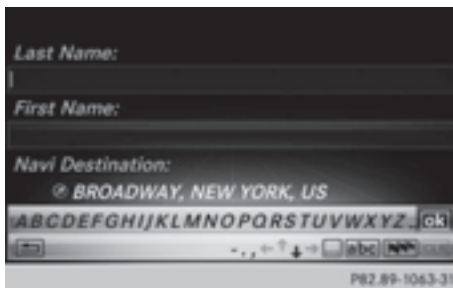 Last Name:
First Name:
Navi Destination:
BROADWAY, NEW YORK, US
ABCDEFGHIJKLMNOPQRSTUVWXYZ.. ok
-., abc
P82.89-1063-31